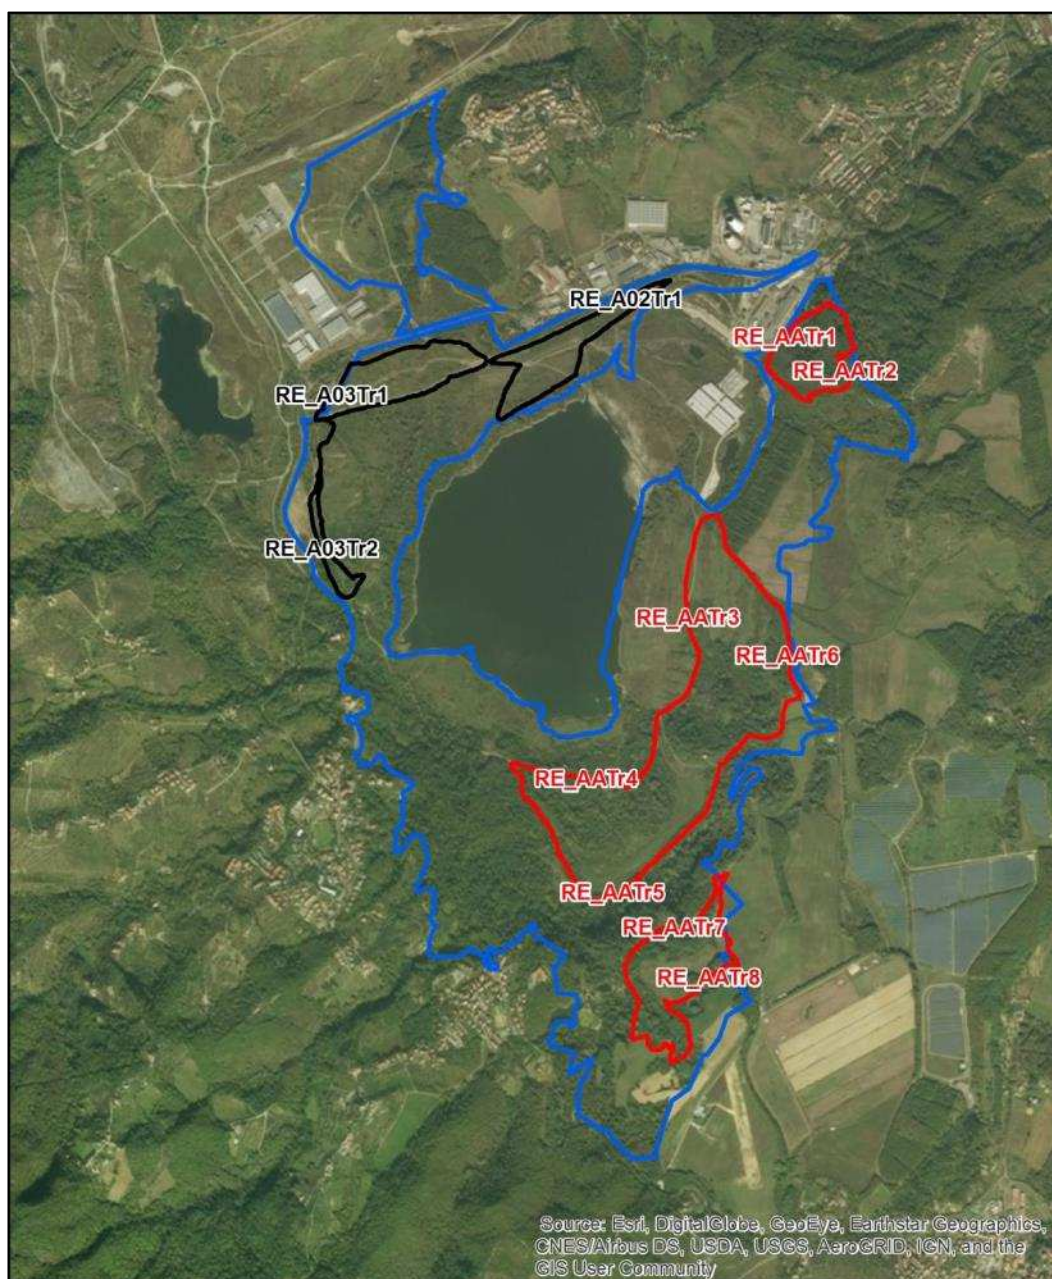 RE_A02Tr1
RE_AATr1
RE_AATr2
RE_A03Tr1
RE_A03Tr2
RE_AATr3
RE_AATr6
RE_AATr4
RE_AATr5
RE_AATr7
RE_AATr8
Source: Esri, DigitalGlobe, GeoEye, Earthstar Geographics,
CNES/Airbus DS, USDA, USGS, AeroGRID, IGN, and the
GIS User Community